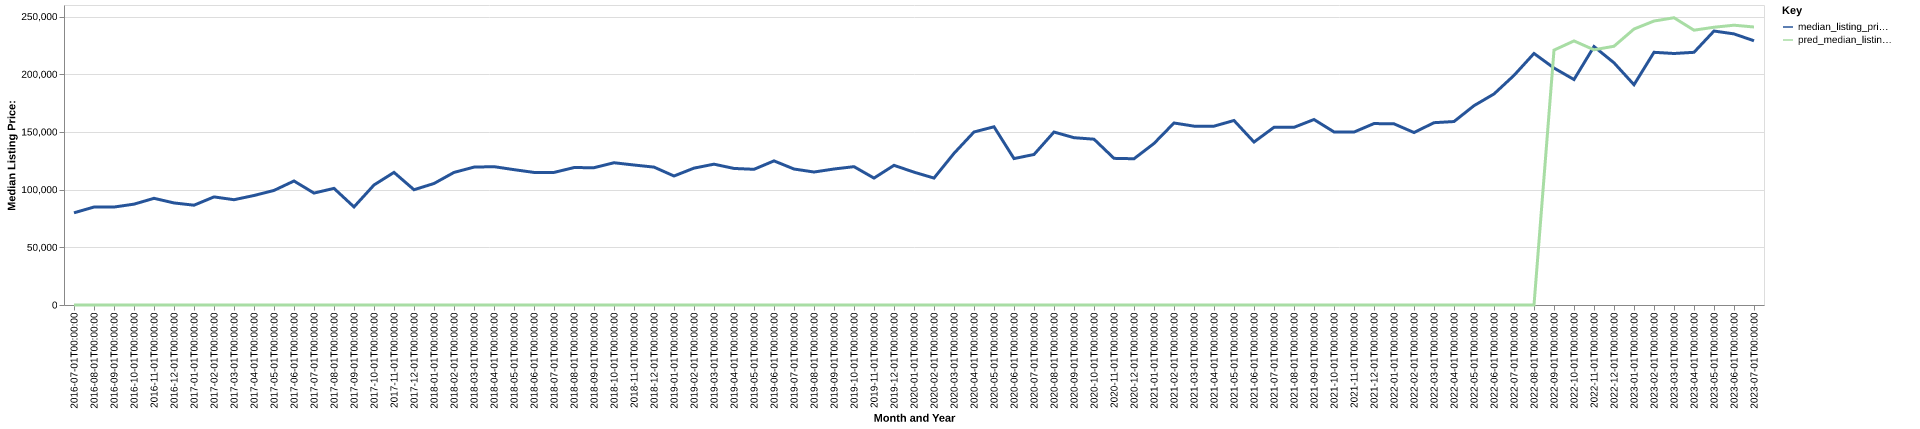 250,000
200,000
150,000
100,000
50,000
0
Median Listing Price:
2016-07-01T00:00:00
2016-08-01T00:00:00
2016-09-01T00:00:00
2016-10-01T00:00:00
2016-11-01T00:00:00
2016-12-01T00:00:00
2017-01-01T00:00:00
2017-02-01T00:00:00
2017-03-01T00:00:00
2017-04-01T00:00:00
2017-05-01T00:00:00
2017-06-01T00:00:00
2017-07-01T00:00:00
2017-08-01T00:00:00
2017-09-01T00:00:00
2017-10-01T00:00:00
2017-11-01T00:00:00
2017-12-01T00:00:00
2018-01-01T00:00:00
2018-02-01T00:00:00
2018-03-01T00:00:00
2018-04-01T00:00:00
2018-05-01T00:00:00
2018-06-01T00:00:00
2018-07-01T00:00:00
2018-08-01T00:00:00
2018-09-01T00:00:00
2018-10-01T00:00:00
2018-11-01T00:00:00
2018-12-01T00:00:00
2019-01-01T00:00:00
2019-02-01T00:00:00
2019-03-01T00:00:00
2019-04-01T00:00:00
2019-05-01T00:00:00
2019-06-01T00:00:00
2019-07-01T00:00:00
2019-08-01T00:00:00
2019-09-01T00:00:00
2019-10-01T00:00:00
2019-11-01T00:00:00
2019-12-01T00:00:00
2020-01-01T00:00:00
2020-02-01T00:00:00
2020-03-01T00:00:00
2020-04-01T00:00:00
2020-05-01T00:00:00
2020-06-01T00:00:00
2020-07-01T00:00:00
2020-08-01T00:00:00
2020-09-01T00:00:00
2020-10-01T00:00:00
2020-11-01T00:00:00
2020-12-01T00:00:00
2021-01-01T00:00:00
2021-02-01T00:00:00
2021-03-01T00:00:00
2021-04-01T00:00:00
2021-05-01T00:00:00
2021-06-01T00:00:00
2021-07-01T00:00:00
2021-08-01T00:00:00
2021-09-01T00:00:00
2021-10-01T00:00:00
2021-11-01T00:00:00
2021-12-01T00:00:00
2022-01-01T00:00:00
2022-02-01T00:00:00
2022-03-01T00:00:00
2022-04-01T00:00:00
2022-05-01T00:00:00
2022-06-01T00:00:00
2022-07-01T00:00:00
2022-08-01T00:00:00
2022-09-01T00:00:00
2022-10-01T00:00:00
2022-11-01T00:00:00
2022-12-01T00:00:00
2023-01-01T00:00:00
2023-02-01T00:00:00
2023-03-01T00:00:00
2023-04-01T00:00:00
2023-05-01T00:00:00
2023-06-01T00:00:00
2023-07-01T00:00:00
Month and Year
Key
median_listing_pri…
pred_median_listin…